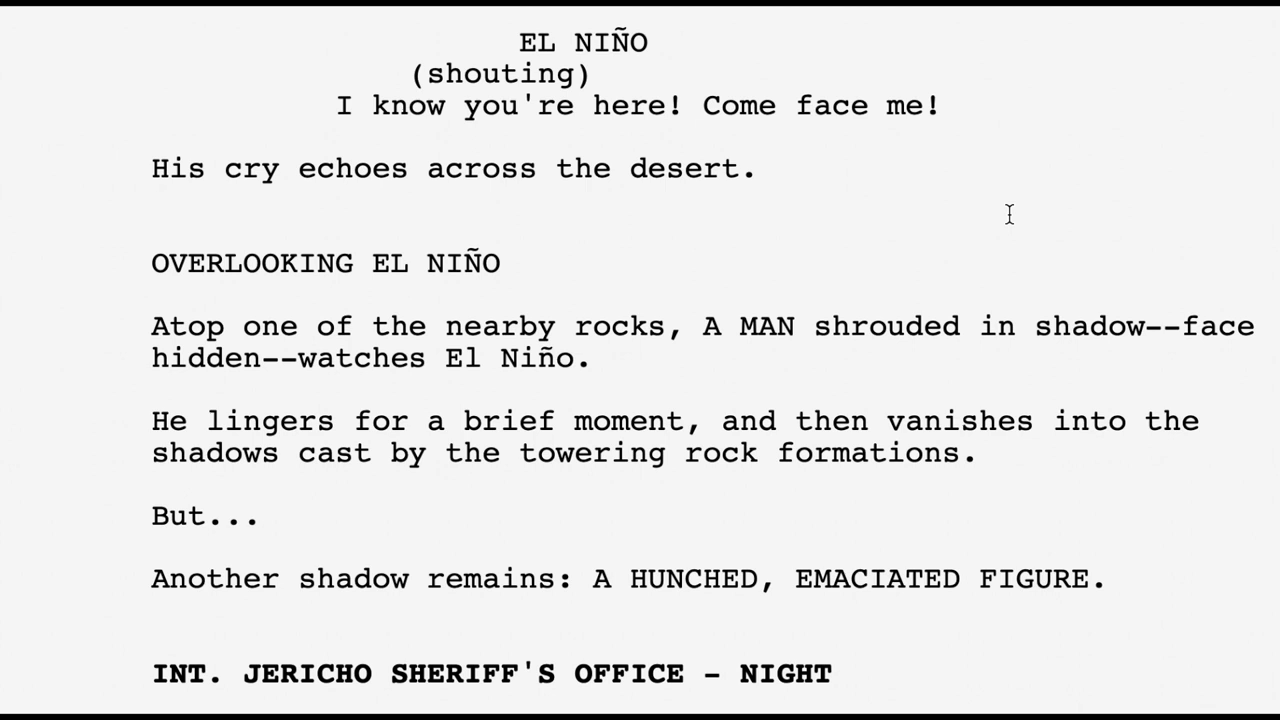 EL NIÑO
(shouting)
I know you're here! Come face me!
His cry echoes across the desert.
OVERLOOKING EL NIÑO
Atop one of the nearby rocks, A MAN shrouded in shadow--face
hidden--watches El Niño.
He lingers for a brief moment, and then vanishes into the
shadows cast by the towering rock formations.
But...
Another shadow remains: A HUNCHED, EMACIATED FIGURE.
INT. JERICHO SHERIFF'S OFFICE - NIGHT